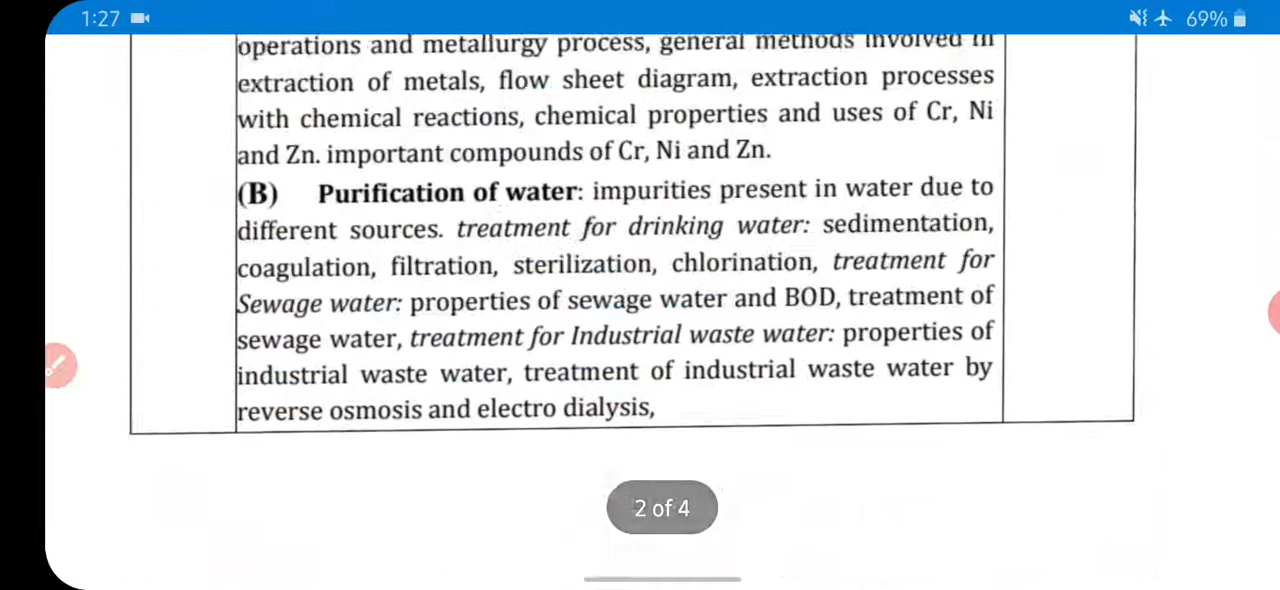 1:27
69%
operations and metallurgy process, general methods involved in
extraction of metals, flow sheet diagram, extraction processes
with chemical reactions, chemical properties and uses of Cr, Ni
and Zn. important compounds of Cr, Ni and Zn.
(B) Purification of water: impurities present in water due to
different sources. treatment for drinking water: sedimentation,
coagulation, filtration, sterilization, chlorination, treatment for
Sewage water: properties of sewage water and BOD, treatment of
sewage water, treatment for Industrial waste water: properties of
industrial waste water, treatment of industrial waste water by
reverse osmosis and electro dialysis,
2 of 4